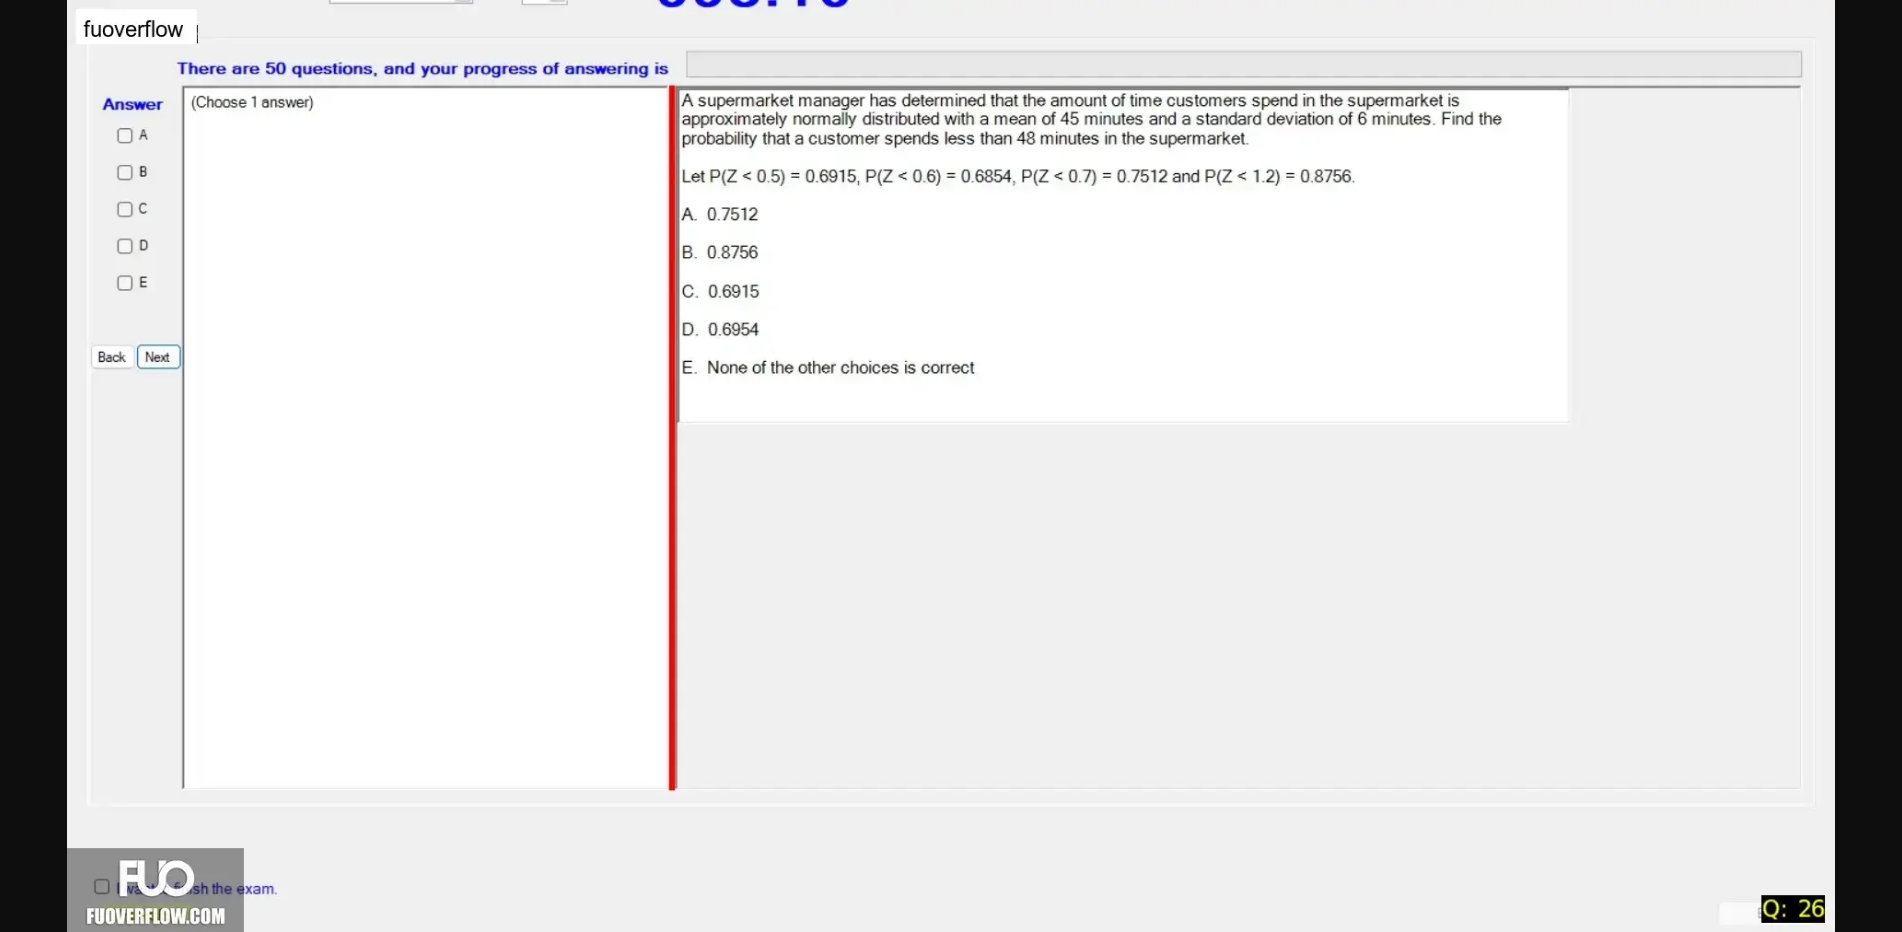 fuoverflow
There are 50 questions, and your progress of answering is
Answer
A
B
C
D
E
Back
Next
(Choose 1 answer)
A supermarket manager has determined that the amount of time customers spend in the supermarket is
approximately normally distributed with a mean of 45 minutes and a standard deviation of 6 minutes. Find the
probability that a customer spends less than 48 minutes in the supermarket.
Let P(Z < 0.5) = 0.6915, P(Z < 0.6) = 0.6854, P(Z < 0.7) = 0.7512 and P(Z < 1.2) = 0.8756.
A. 0.7512
B. 0.8756
C. 0.6915
D. 0.6954
E. None of the other choices is correct
FUO
the exam.
FUOVERFLOW.COM
Q: 26